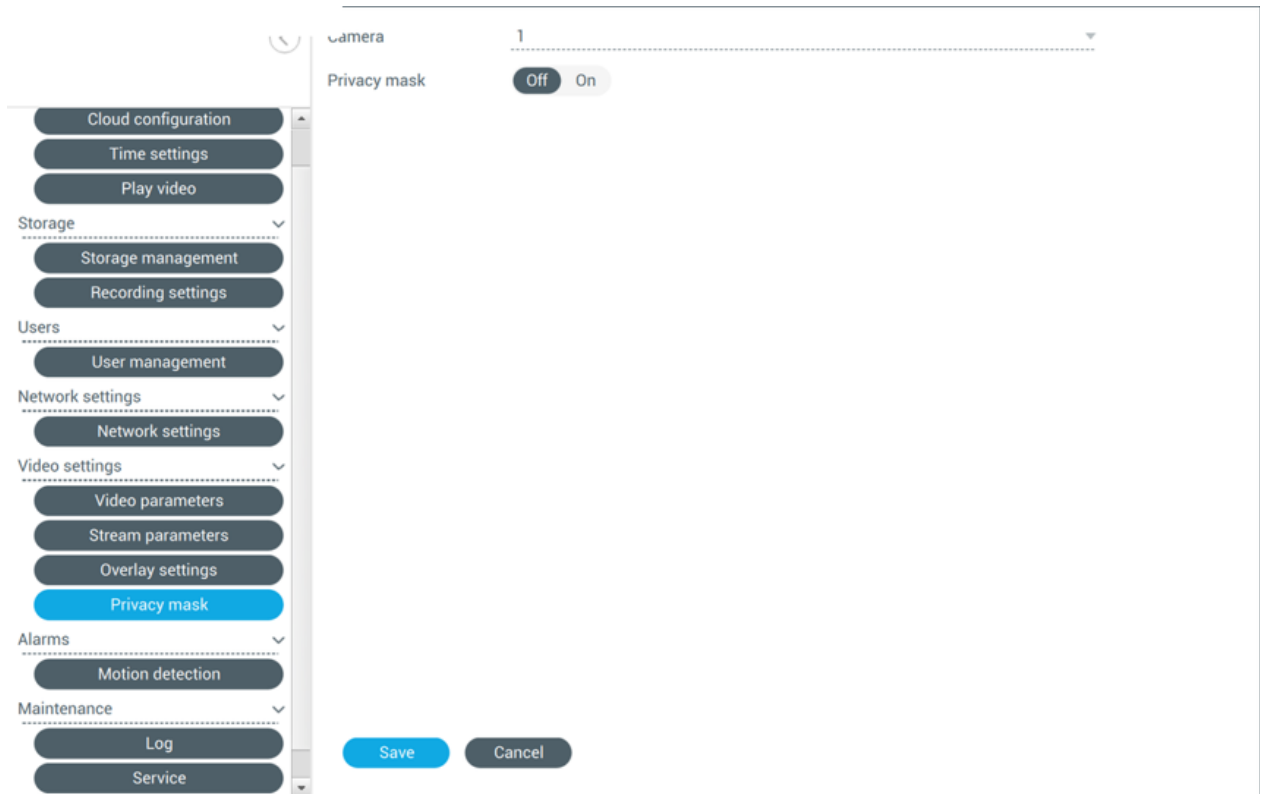 Camera 1
Privacy mask Off On
Cloud configuration
Time settings
Play video
Storage
Storage management
Recording settings
Users
User management
Network settings
Network settings
Video settings
Video parameters
Stream parameters
Overlay settings
Privacy mask
Alarms
Motion detection
Maintenance
Log
Service
Save Cancel